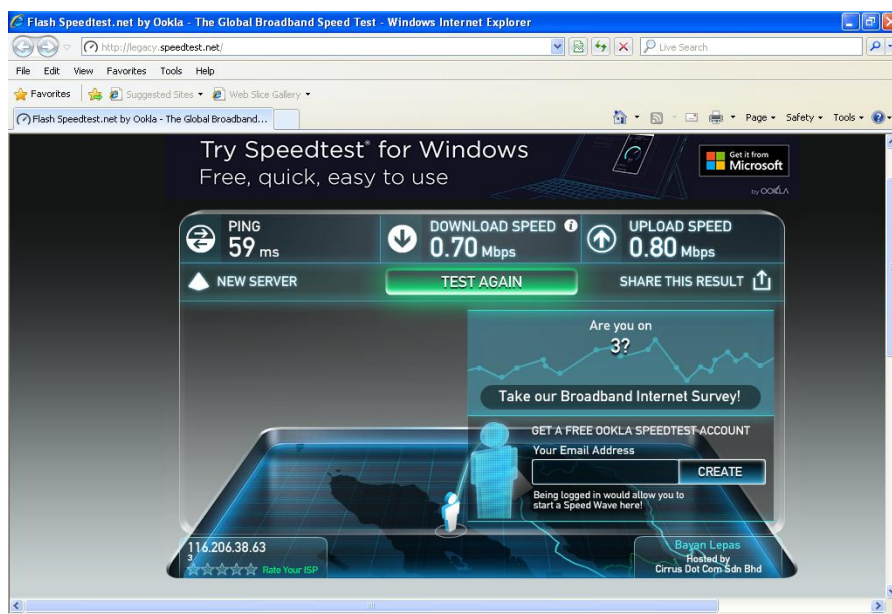 Flash Speedtest.net by Ookla - The Global Broadband Speed Test - Windows Internet Explorer
http://legacy.speedtest.net/
Live Search
File Edit View Favorites Tools Help
Favorites Suggested Sites Web Slice Gallery
Flash Speedtest.net by Ookla - The Global Broadband...
Page Safety Tools
Try Speedtest® for Windows
Free, quick, easy to use
Get it from
Microsoft
by OOKLA
PING
59 ms
DOWNLOAD SPEED
0.70 Mbps
UPLOAD SPEED
0.80 Mbps
NEW SERVER
TEST AGAIN
SHARE THIS RESULT
Are you on
3?
Take our Broadband Internet Survey!
GET A FREE OOKLA SPEEDTEST ACCOUNT
Your Email Address
CREATE
Being logged in would allow you to
start a Speed Wave here!
116.206.38.63
3
Rate Your ISP
Bayan Lepas
Hosted by
Cirrus Dot Com Sdn Bhd